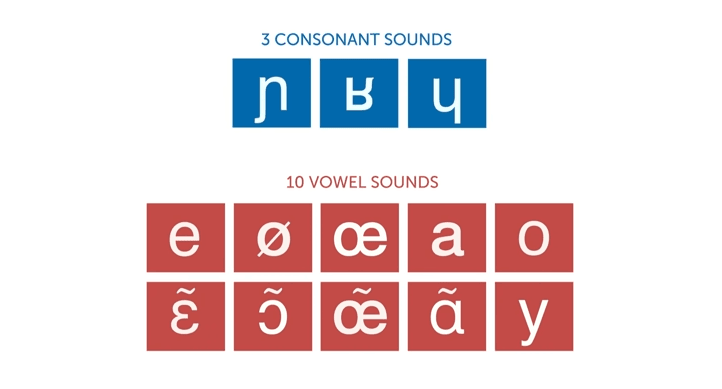 3 CONSONANT SOUNDS
ɲ ʁ ɥ
10 VOWEL SOUNDS
e ø œ a o
ɛ̃ ɔ̃ œ̃ ɑ̃ y